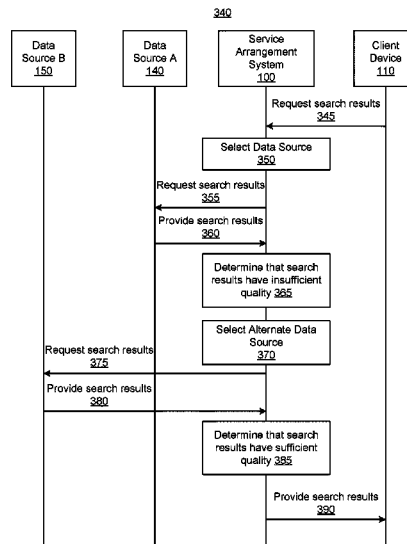 340
Data
Source B
150
Data
Source A
140
Service
Arrangement
System
100
Client
Device
110
Request search results
345
Select Data Source
350
Request search results
355
Provide search results
360
Determine that search
results have insufficient
quality 365
Select Alternate Data
Source
370
Request search results
375
Provide search results
380
Determine that search
results have sufficient
quality 385
Provide search results
390